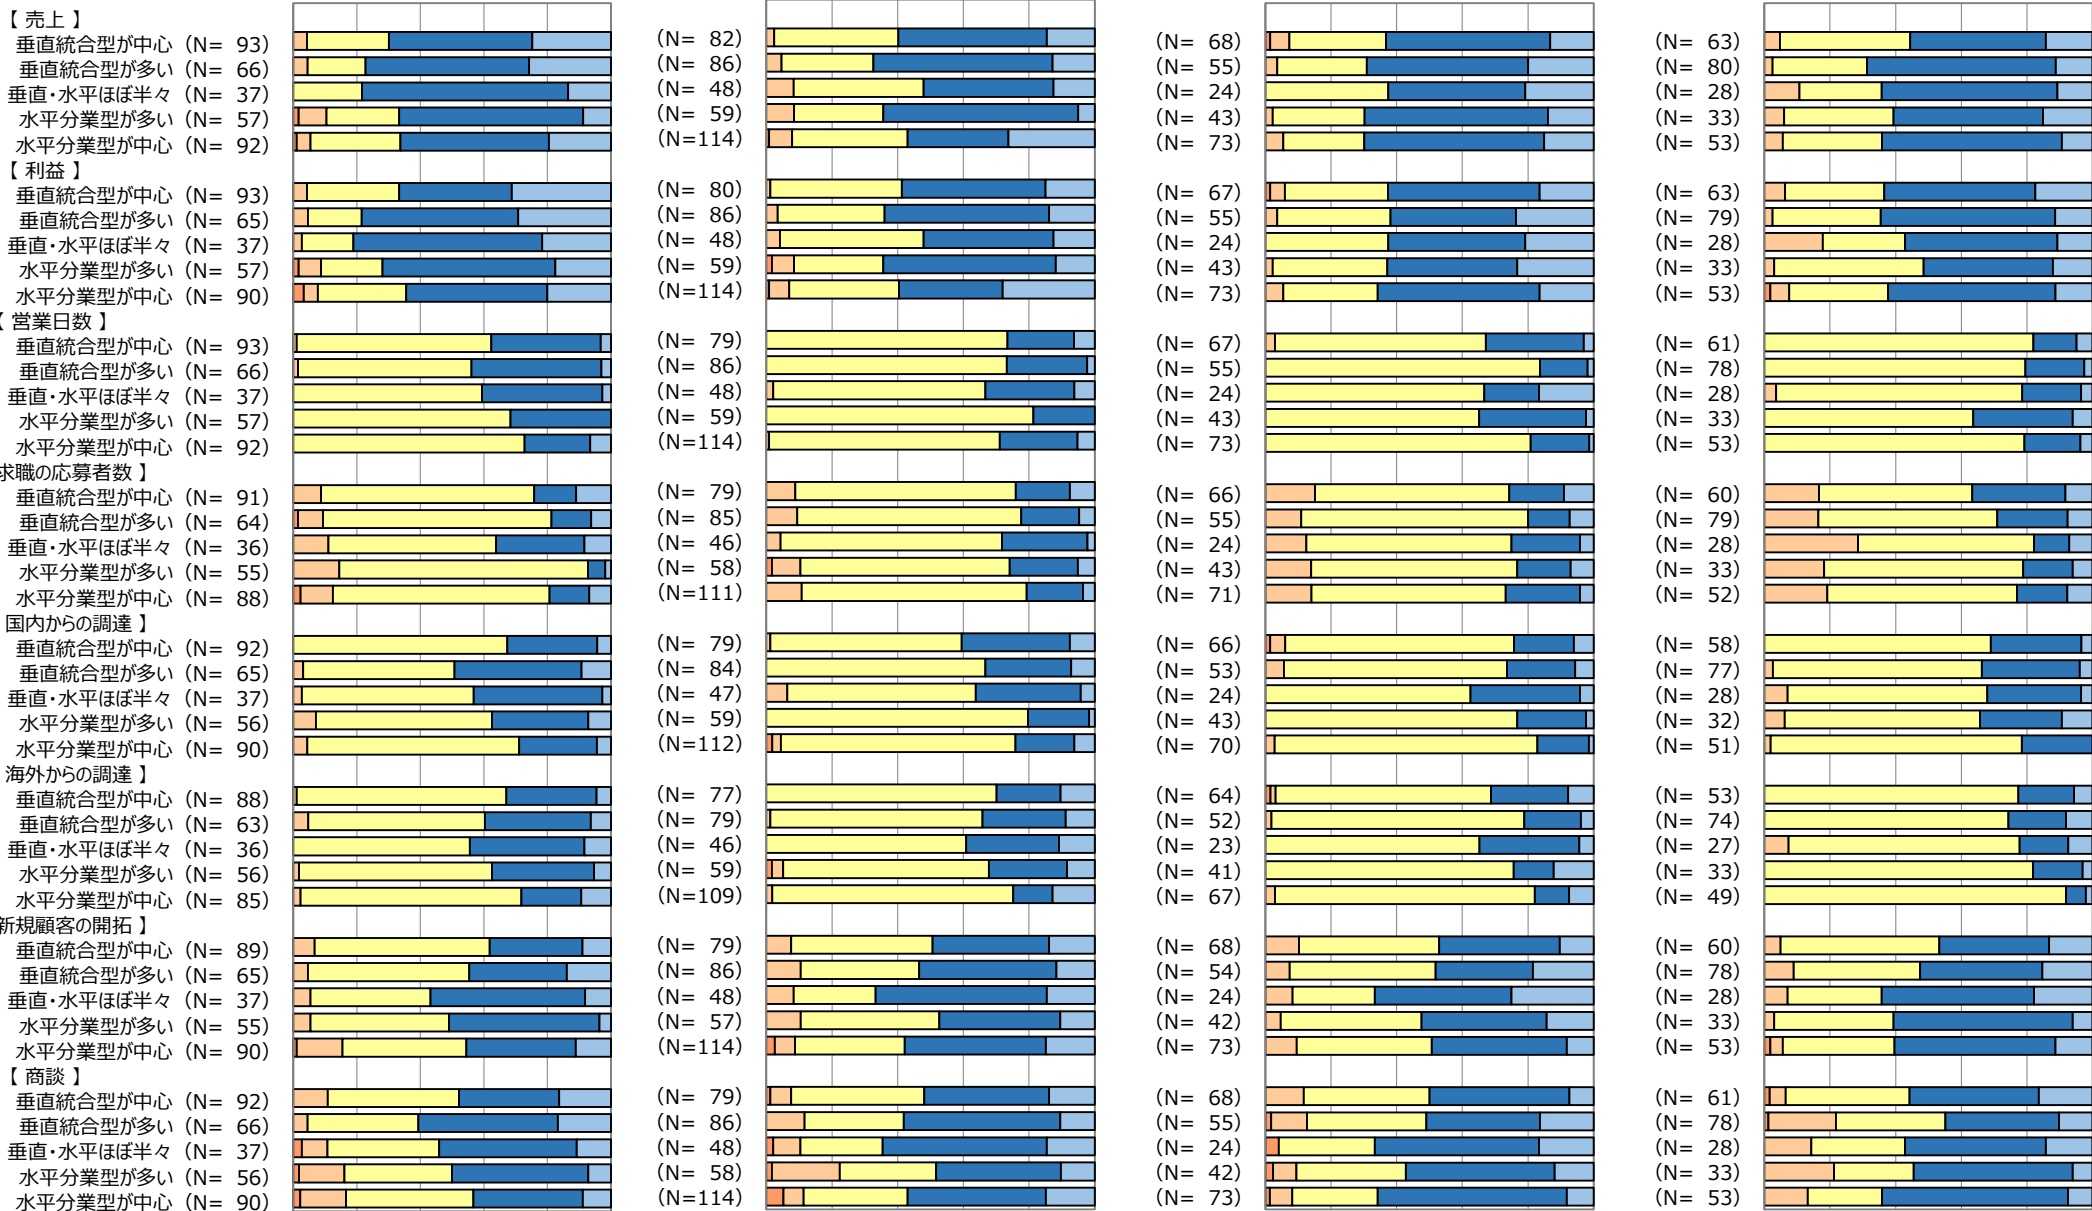 【 売上 】
垂直統合型が中心（N= 93） （N= 82） （N= 68） （N= 63）
垂直統合型が多い（N= 66） （N= 86） （N= 55） （N= 80）
垂直・水平ほぼ半々（N= 37） （N= 48） （N= 24） （N= 28）
水平分業型が多い（N= 57） （N= 59） （N= 43） （N= 33）
水平分業型が中心（N= 92） （N=114） （N= 73） （N= 53）
【 利益 】
垂直統合型が中心（N= 93） （N= 80） （N= 67） （N= 63）
垂直統合型が多い（N= 65） （N= 86） （N= 55） （N= 79）
垂直・水平ほぼ半々（N= 37） （N= 48） （N= 24） （N= 28）
水平分業型が多い（N= 57） （N= 59） （N= 43） （N= 33）
水平分業型が中心（N= 90） （N=114） （N= 73） （N= 53）
【 営業日数 】
垂直統合型が中心（N= 93） （N= 79） （N= 67） （N= 61）
垂直統合型が多い（N= 66） （N= 86） （N= 55） （N= 78）
垂直・水平ほぼ半々（N= 37） （N= 48） （N= 24） （N= 28）
水平分業型が多い（N= 57） （N= 59） （N= 43） （N= 33）
水平分業型が中心（N= 92） （N=114） （N= 73） （N= 53）
求職の応募者数 】
垂直統合型が中心（N= 91） （N= 79） （N= 66） （N= 60）
垂直統合型が多い（N= 64） （N= 85） （N= 55） （N= 79）
垂直・水平ほぼ半々（N= 36） （N= 46） （N= 24） （N= 28）
水平分業型が多い（N= 55） （N= 58） （N= 43） （N= 33）
水平分業型が中心（N= 88） （N=111） （N= 71） （N= 52）
国内からの調達 】
垂直統合型が中心（N= 92） （N= 79） （N= 66） （N= 58）
垂直統合型が多い（N= 65） （N= 84） （N= 53） （N= 77）
垂直・水平ほぼ半々（N= 37） （N= 47） （N= 24） （N= 28）
水平分業型が多い（N= 56） （N= 59） （N= 43） （N= 32）
水平分業型が中心（N= 90） （N=112） （N= 70） （N= 51）
海外からの調達 】
垂直統合型が中心（N= 88） （N= 77） （N= 64） （N= 53）
垂直統合型が多い（N= 63） （N= 79） （N= 52） （N= 74）
垂直・水平ほぼ半々（N= 36） （N= 46） （N= 23） （N= 27）
水平分業型が多い（N= 56） （N= 59） （N= 41） （N= 33）
水平分業型が中心（N= 85） （N=109） （N= 67） （N= 49）
新規顧客の開拓 】
垂直統合型が中心（N= 89） （N= 79） （N= 68） （N= 60）
垂直統合型が多い（N= 65） （N= 86） （N= 54） （N= 78）
垂直・水平ほぼ半々（N= 37） （N= 48） （N= 24） （N= 28）
水平分業型が多い（N= 55） （N= 57） （N= 42） （N= 33）
水平分業型が中心（N= 90） （N=114） （N= 73） （N= 53）
【 商談 】
垂直統合型が中心（N= 92） （N= 79） （N= 68） （N= 61）
垂直統合型が多い（N= 66） （N= 86） （N= 55） （N= 78）
垂直・水平ほぼ半々（N= 37） （N= 48） （N= 24） （N= 28）
水平分業型が多い（N= 56） （N= 58） （N= 42） （N= 33）
水平分業型が中心（N= 90） （N=114） （N= 73） （N= 53）